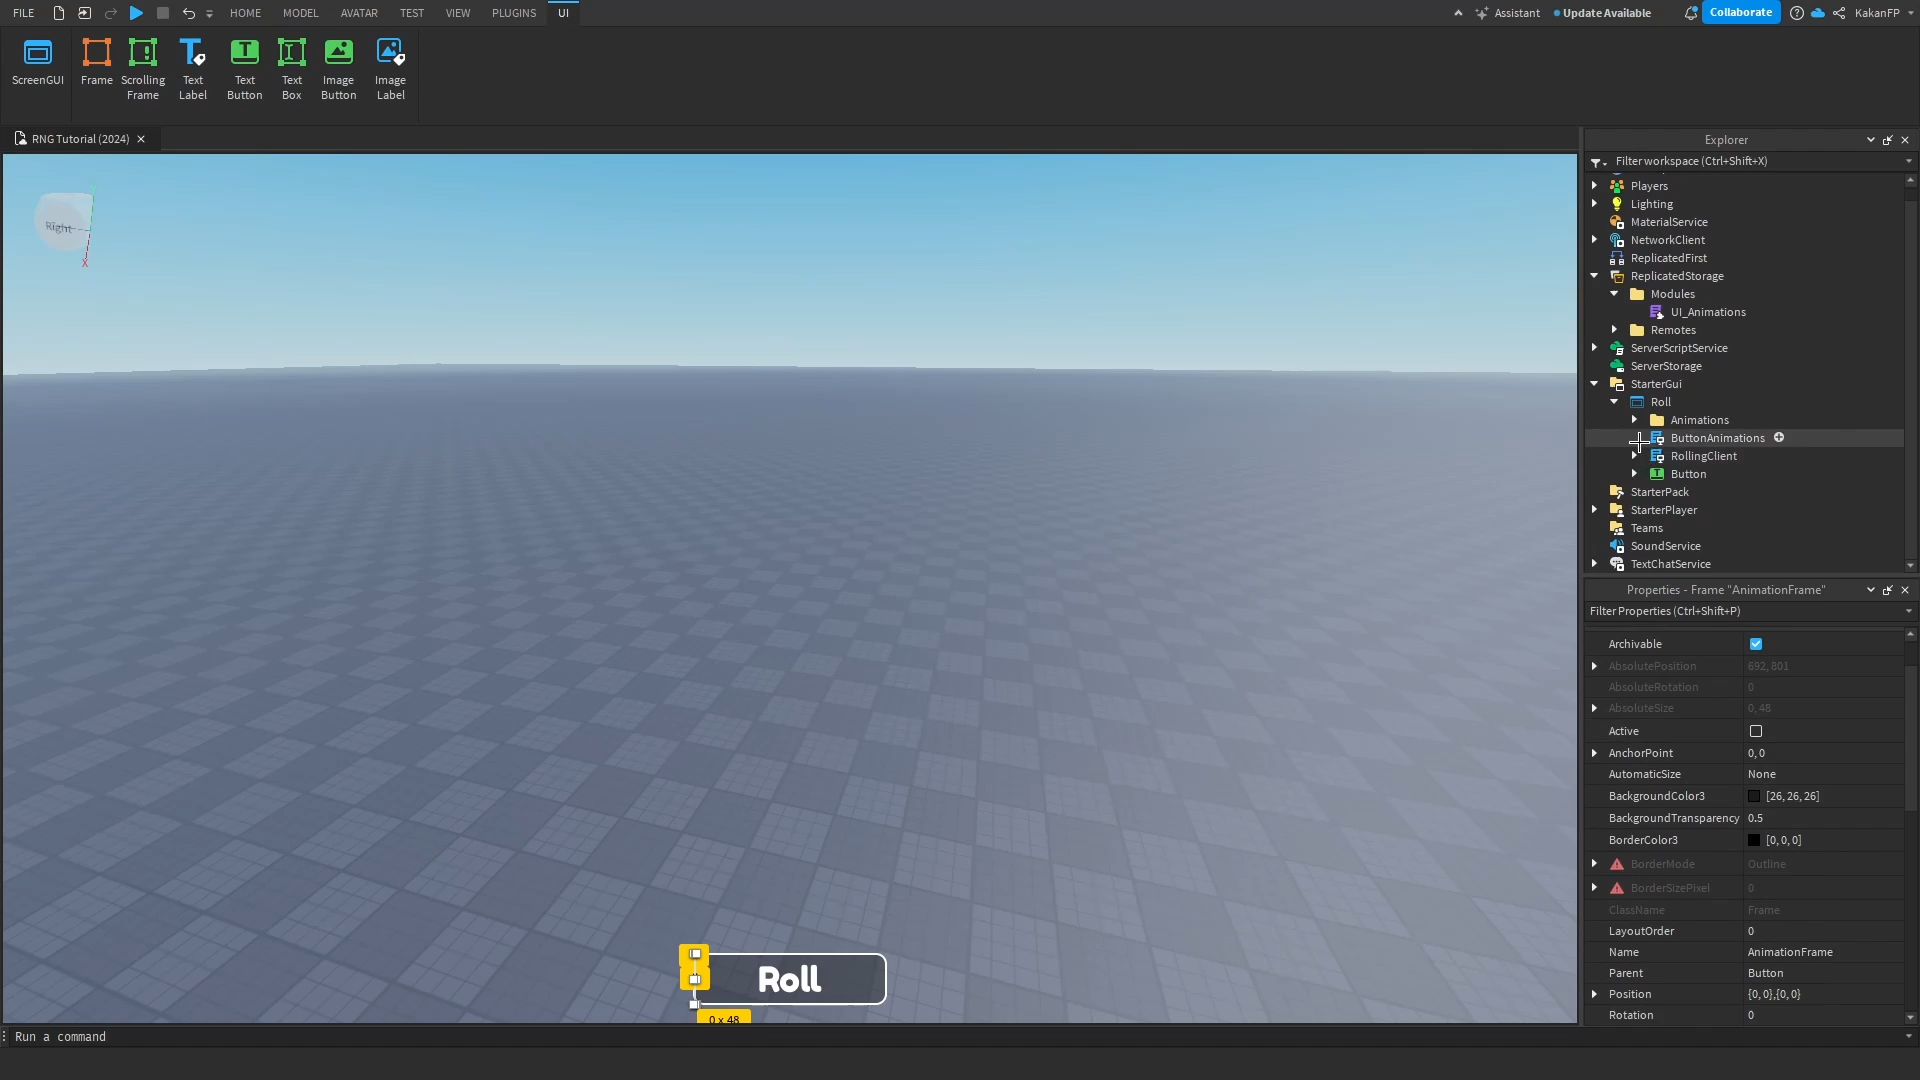 FILE HOME MODEL AVATAR TEST VIEW PLUGINS UI Assistant Update Available Collaborate KakanFP
ScreenGUI Frame Scrolling Frame Text Label Text Button Text Box Image Button Image Label
RNG Tutorial (2024)
Right
X
Roll
0 x 48
Run a command
Explorer
Filter workspace (Ctrl+Shift+X)
Players
Lighting
MaterialService
NetworkClient
ReplicatedFirst
ReplicatedStorage
Modules
UI_Animations
Remotes
ServerScriptService
ServerStorage
StarterGui
Roll
Animations
ButtonAnimations
RollingClient
Button
StarterPack
StarterPlayer
Teams
SoundService
TextChatService
Properties - Frame "AnimationFrame"
Filter Properties (Ctrl+Shift+P)
Archivable
AbsolutePosition 692, 801
AbsoluteRotation 0
AbsoluteSize 0, 48
Active
AnchorPoint 0, 0
AutomaticSize None
BackgroundColor3 [26, 26, 26]
BackgroundTransparency 0.5
BorderColor3 [0, 0, 0]
BorderMode Outline
BorderSizePixel 0
ClassName Frame
LayoutOrder 0
Name AnimationFrame
Parent Button
Position {0, 0},{0, 0}
Rotation 0